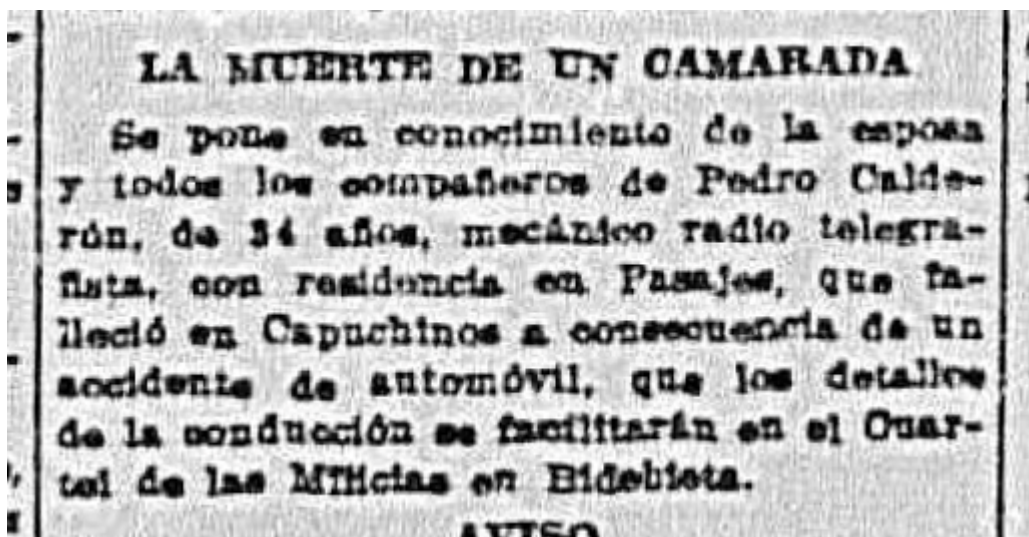 LA MUERTE DE UN CAMARADA
Se pone en conocimiento de la esposa
y todos los compañeros de Pedro Calde-
rón, de 34 años, mecánico radio telegra-
fista, con residencia en Pasajes, que fa-
lleció en Capuchinos a consecuencia de un
accidente de automóvil, que los detalles
de la conducción se facilitarán en el Cuar-
tel de las Milicias en Bidebieta.
AVISO